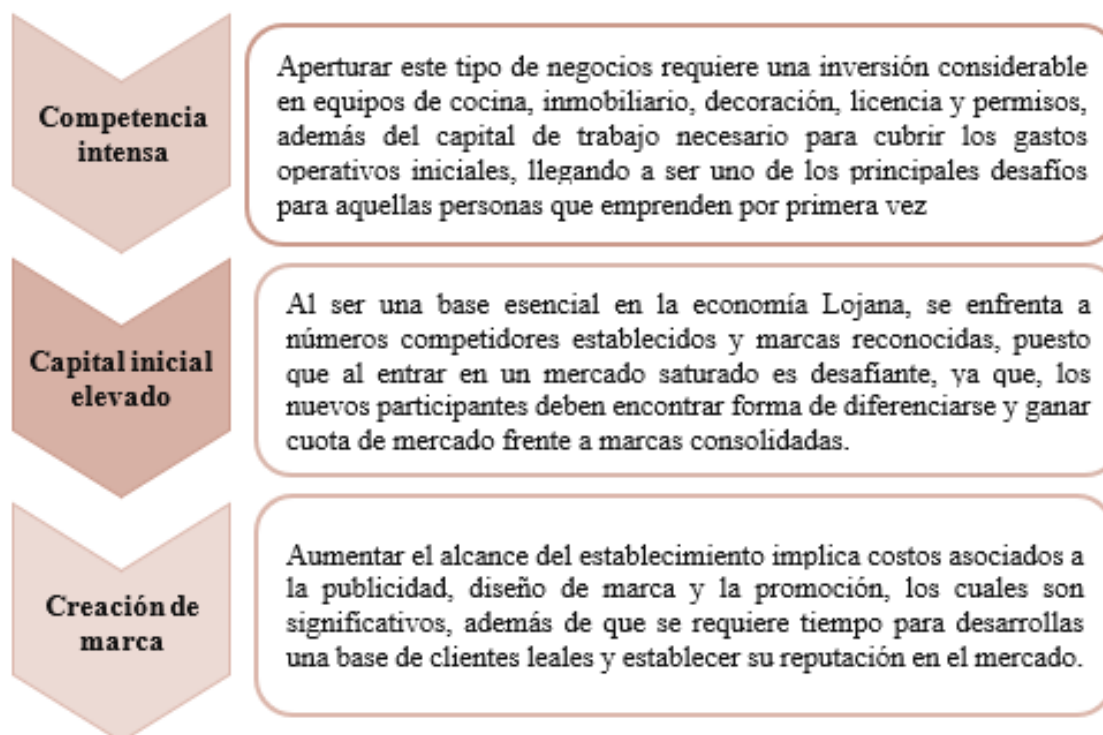 Competencia
intensa
Aperturar este tipo de negocios requiere una inversión considerable
en equipos de cocina, inmobiliario, decoración, licencia y permisos,
además del capital de trabajo necesario para cubrir los gastos
operativos iniciales, llegando a ser uno de los principales desafíos
para aquellas personas que emprenden por primera vez
Capital inicial
elevado
Al ser una base esencial en la economía Lojana, se enfrenta a
números competidores establecidos y marcas reconocidas, puesto
que al entrar en un mercado saturado es desafiante, ya que, los
nuevos participantes deben encontrar forma de diferenciarse y ganar
cuota de mercado frente a marcas consolidadas.
Creación de
marca
Aumentar el alcance del establecimiento implica costos asociados a
la publicidad, diseño de marca y la promoción, los cuales son
significativos, además de que se requiere tiempo para desarrollas
una base de clientes leales y establecer su reputación en el mercado.